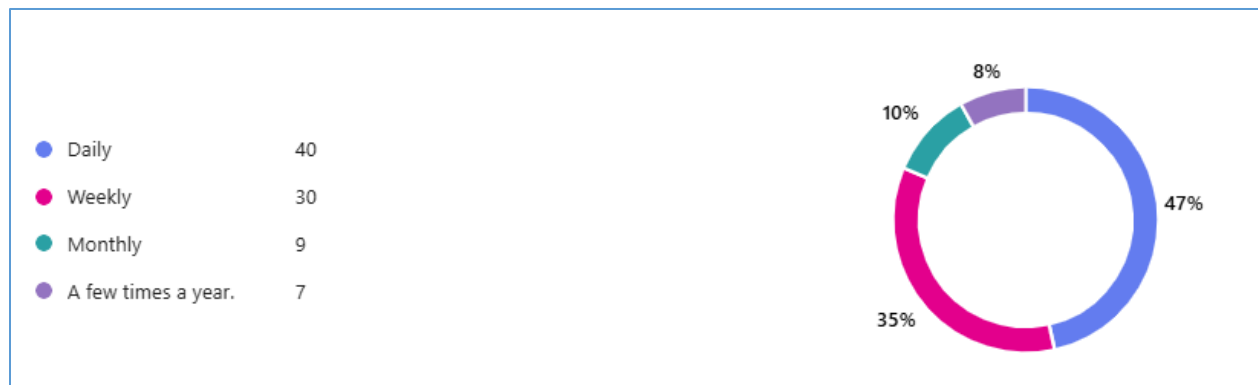 Daily 40
Weekly 30
Monthly 9
A few times a year. 7
8%
10%
47%
35%